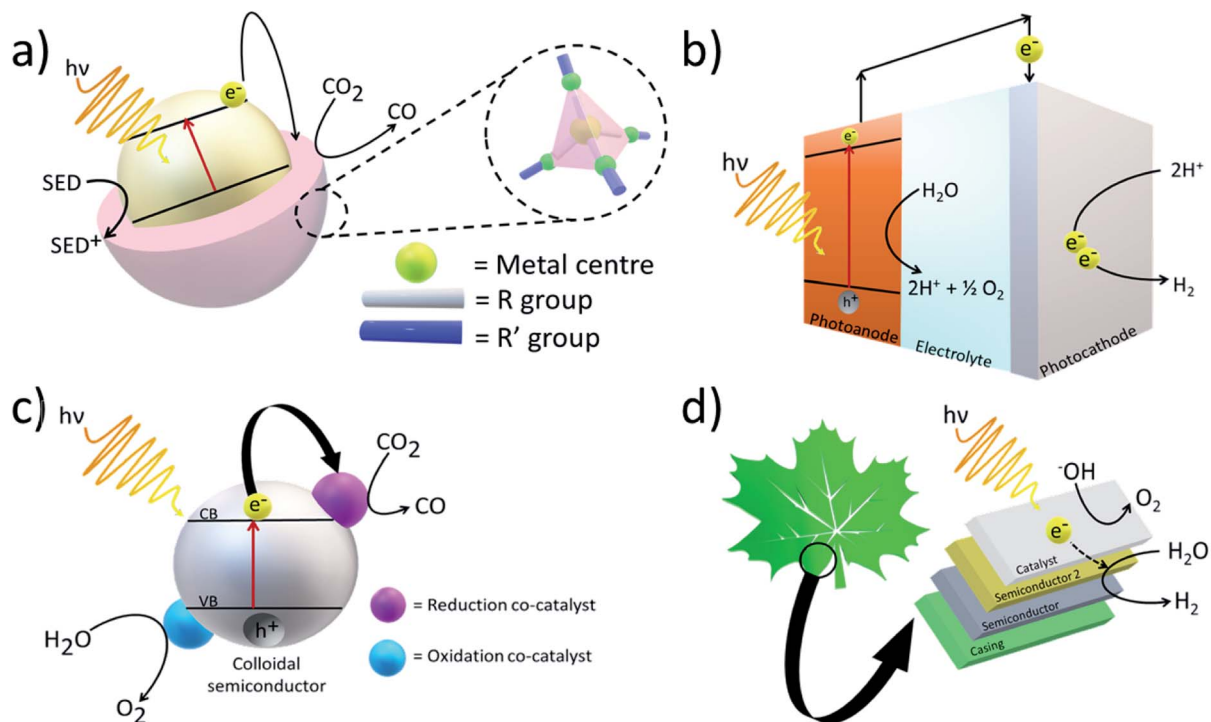 a)
hν
e⁻
CO₂
CO
SED
SED⁺
= Metal centre
= R group
= R' group
b)
e⁻
hν
e⁻
H₂O
2H⁺
e⁻
e⁻
2H⁺ + ½ O₂
H₂
h⁺
Photoanode
Electrolyte
Photocathode
c)
hν
CO₂
e⁻
CO
CB
VB
= Reduction co-catalyst
H₂O
h⁺
= Oxidation co-catalyst
Colloidal
semiconductor
O₂
d)
hν
⁻OH
O₂
e⁻
H₂O
Catalyst
Semiconductor 2
H₂
Semiconductor
Casing